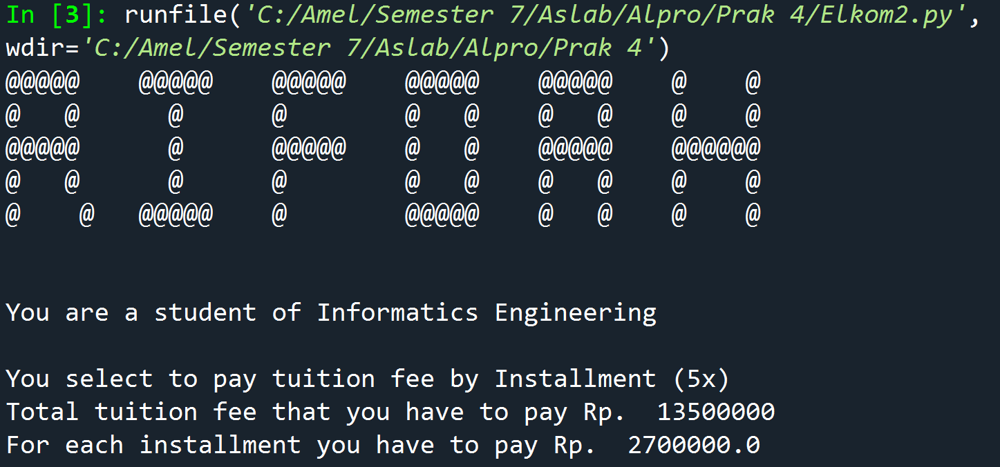 In [3]: runfile('C:/Amel/Semester 7/Aslab/Alpro/Prak 4/Elkom2.py',
wdir='C:/Amel/Semester 7/Aslab/Alpro/Prak 4')
@@@@@    @@@@@    @@@@@    @@@@@    @@@@@    @    @
@   @      @      @        @   @    @   @    @    @
@@@@@      @      @@@@@    @   @    @@@@@    @@@@@@
@   @      @      @        @   @    @   @    @    @
@    @   @@@@@    @        @@@@@    @   @    @    @
You are a student of Informatics Engineering
You select to pay tuition fee by Installment (5x)
Total tuition fee that you have to pay Rp.  13500000
For each installment you have to pay Rp.  2700000.0